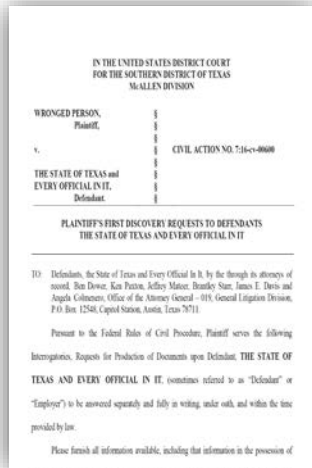 IN THE UNITED STATES DISTRICT COURT
FOR THE SOUTHERN DISTRICT OF TEXAS
McALLEN DIVISION
WRONGED PERSON, §
Plaintiff, §
§
v. § CIVIL ACTION NO. 7:16-cv-00600
§
THE STATE OF TEXAS and §
EVERY OFFICIAL IN IT, §
Defendant. §
PLAINTIFF'S FIRST DISCOVERY REQUESTS TO DEFENDANTS
THE STATE OF TEXAS AND EVERY OFFICIAL IN IT
TO: Defendants, the State of Texas and Every Official In It, by the through its attorneys of
record, Ben Dower, Ken Paxton, Jeffrey Mateer, Brantley Starr, James E. Davis and
Angela Colmenero, Office of the Attorney General – 019, General Litigation Division,
P.O. Box 12548, Capitol Station, Austin, Texas 78711
Pursuant to the Federal Rules of Civil Procedure, Plaintiff serves the following
Interrogatories, Requests for Production of Documents upon Defendant, THE STATE OF
TEXAS AND EVERY OFFICIAL IN IT, (sometimes referred to as "Defendant" or
"Employer") to be answered separately and fully in writing, under oath, and within the time
provided by law.
Please furnish all information available, including that information in the possession of